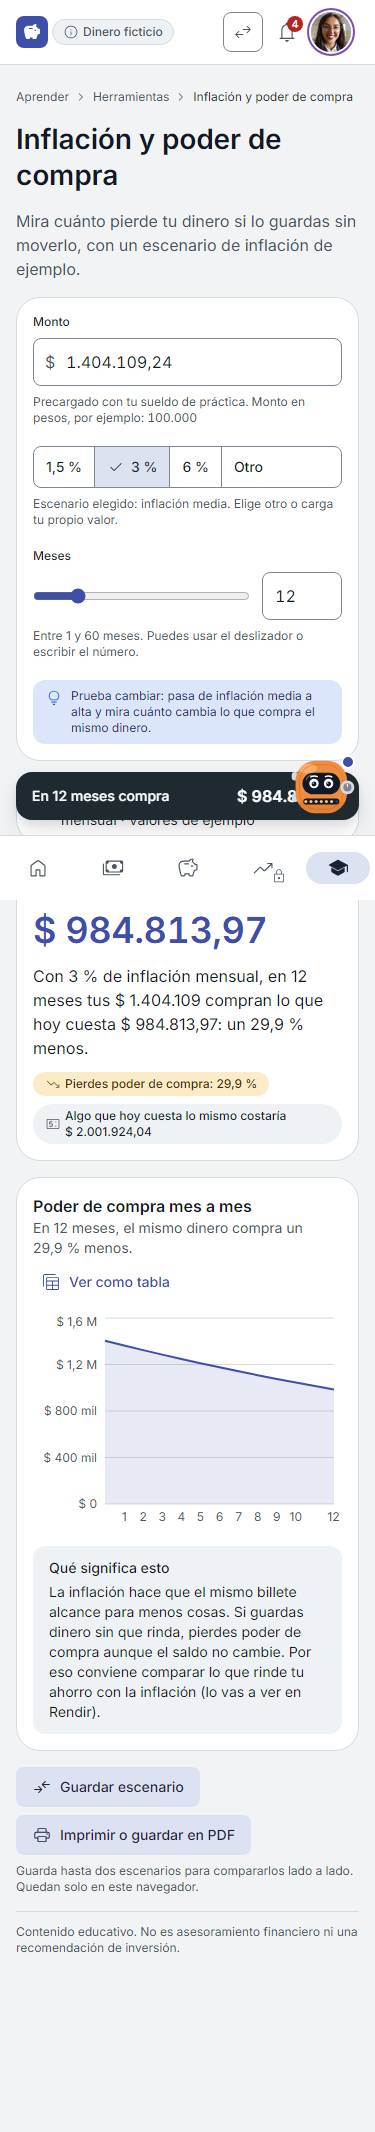 Dinero ficticio
4
Aprender > Herramientas > Inflación y poder de compra
Inflación y poder de
compra
Mira cuánto pierde tu dinero si lo guardas sin
moverlo, con un escenario de inflación de
ejemplo.
Monto
$ 1.404.109,24
Precargado con tu sueldo de práctica. Monto en
pesos, por ejemplo: 100.000
1,5 % 3 % 6 % Otro
Escenario elegido: inflación media. Elige otro o carga
tu propio valor.
Meses
12
Entre 1 y 60 meses. Puedes usar el deslizador o
escribir el número.
Prueba cambiar: pasa de inflación media a
alta y mira cuánto cambia lo que compra el
mismo dinero.
En 12 meses compra $ 984.8
mensual · Valores de ejemplo
$ 984.813,97
Con 3 % de inflación mensual, en 12
meses tus $ 1.404.109 compran lo que
hoy cuesta $ 984.813,97: un 29,9 %
menos.
Pierdes poder de compra: 29,9 %
Algo que hoy cuesta lo mismo costaría
$ 2.001.924,04
Poder de compra mes a mes
En 12 meses, el mismo dinero compra un
29,9 % menos.
Ver como tabla
$ 1,6 M
$ 1,2 M
$ 800 mil
$ 400 mil
$ 0
1 2 3 4 5 6 7 8 9 10 12
Qué significa esto
La inflación hace que el mismo billete
alcance para menos cosas. Si guardas
dinero sin que rinda, pierdes poder de
compra aunque el saldo no cambie. Por
eso conviene comparar lo que rinde tu
ahorro con la inflación (lo vas a ver en
Rendir).
Guardar escenario
Imprimir o guardar en PDF
Guarda hasta dos escenarios para compararlos lado a lado.
Quedan solo en este navegador.
Contenido educativo. No es asesoramiento financiero ni una
recomendación de inversión.